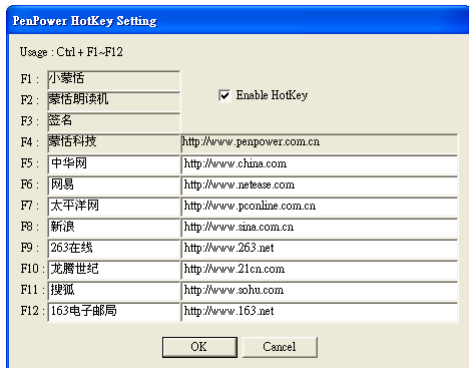 PenPower HotKey Setting
Usage : Ctrl + F1~F12
F1 : 小蒙恬
F2 : 蒙恬朗读机
Enable HotKey
F3 : 签名
F4 : 蒙恬科技 http://www.penpower.com.cn
F5 : 中华网 http://www.china.com
F6 : 网易 http://www.netease.com
F7 : 太平洋网 http://www.pconline.com.cn
F8 : 新浪 http://www.sina.com.cn
F9 : 263在线 http://www.263.net
F10 : 龙腾世纪 http://www.21cn.com
F11 : 搜狐 http://www.sohu.com
F12 : 163电子邮局 http://www.163.net
OK Cancel